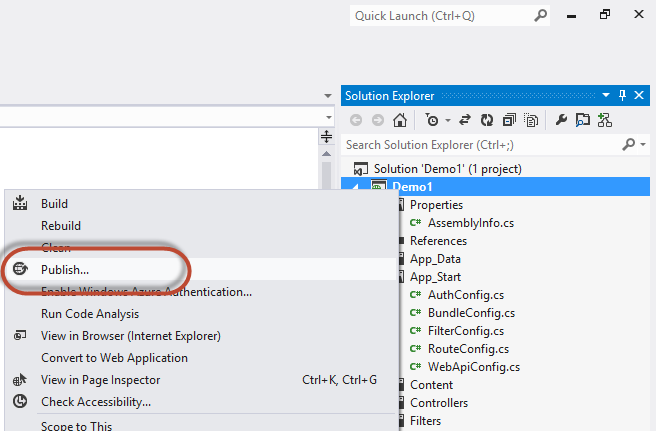 Quick Launch (Ctrl+Q)
Solution Explorer
Search Solution Explorer (Ctrl+;)
Solution 'Demo1' (1 project)
Demo1
Properties
C# AssemblyInfo.cs
References
App_Data
App_Start
C# AuthConfig.cs
C# BundleConfig.cs
C# FilterConfig.cs
C# RouteConfig.cs
C# WebApiConfig.cs
Content
Controllers
Filters
Build
Rebuild
Clean
Publish...
Enable Windows Azure Authentication...
Run Code Analysis
View in Browser (Internet Explorer)
Convert to Web Application
View in Page Inspector Ctrl+K, Ctrl+G
Check Accessibility...
Scope to This